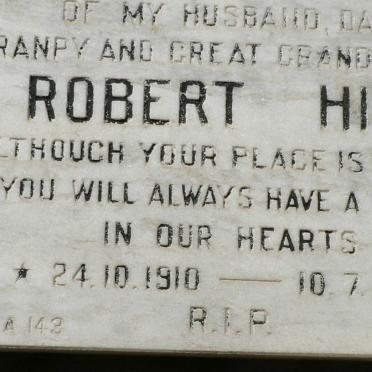 OF MY HUSBAND, DA
RANPY AND GREAT GRAND
ROBERT HI
LTHOUGH YOUR PLACE IS
YOU WILL ALWAYS HAVE A
IN OUR HEARTS
* 24.10.1910 — 10.7.
R.I.P.
A 143